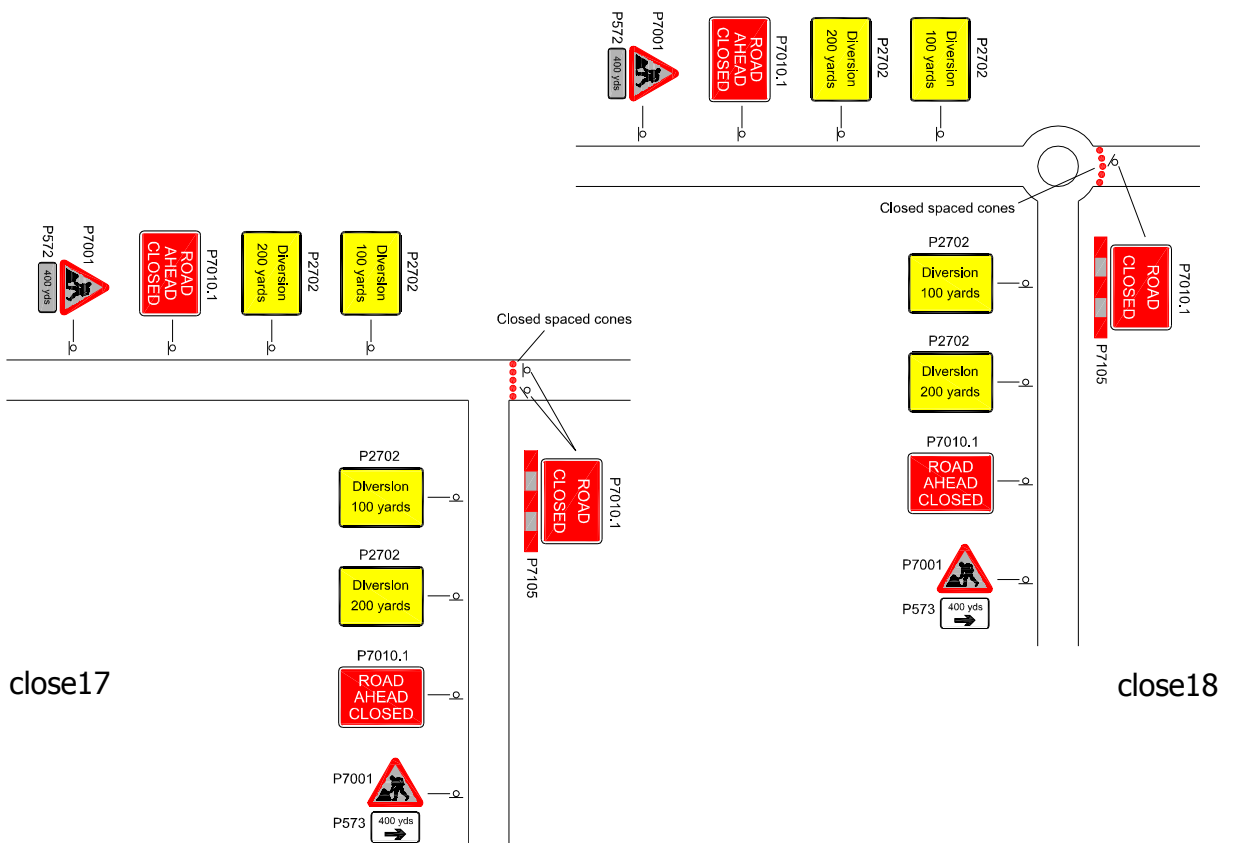 P7001
P572
400 yds
P7010.1
ROAD
AHEAD
CLOSED
P2702
Diversion
200 yards
P2702
Diversion
100 yards
Closed spaced cones
P7010.1
ROAD
CLOSED
P7105
P2702
Diversion
100 yards
P2702
Diversion
200 yards
P7010.1
ROAD
AHEAD
CLOSED
P7001
P573
400 yds
close18
P7001
P572
400 yds
P7010.1
ROAD
AHEAD
CLOSED
P2702
Diversion
200 yards
P2702
Diversion
100 yards
Closed spaced cones
P7010.1
ROAD
CLOSED
P7105
P2702
Diversion
100 yards
P2702
Diversion
200 yards
P7010.1
ROAD
AHEAD
CLOSED
P7001
P573
400 yds
close17